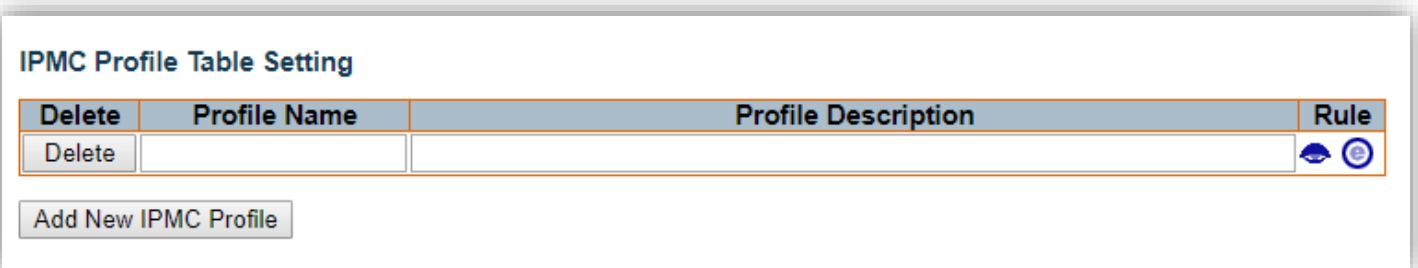 IPMC Profile Table Setting
Delete Profile Name Profile Description Rule
Delete e
Add New IPMC Profile